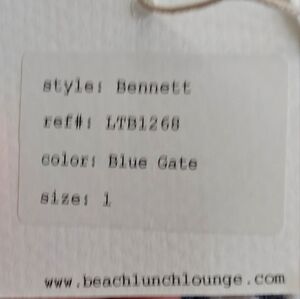 style: Bennett
ref#: LTB1268
color: Blue Gate
size: 1
www.beachlunchlounge.com